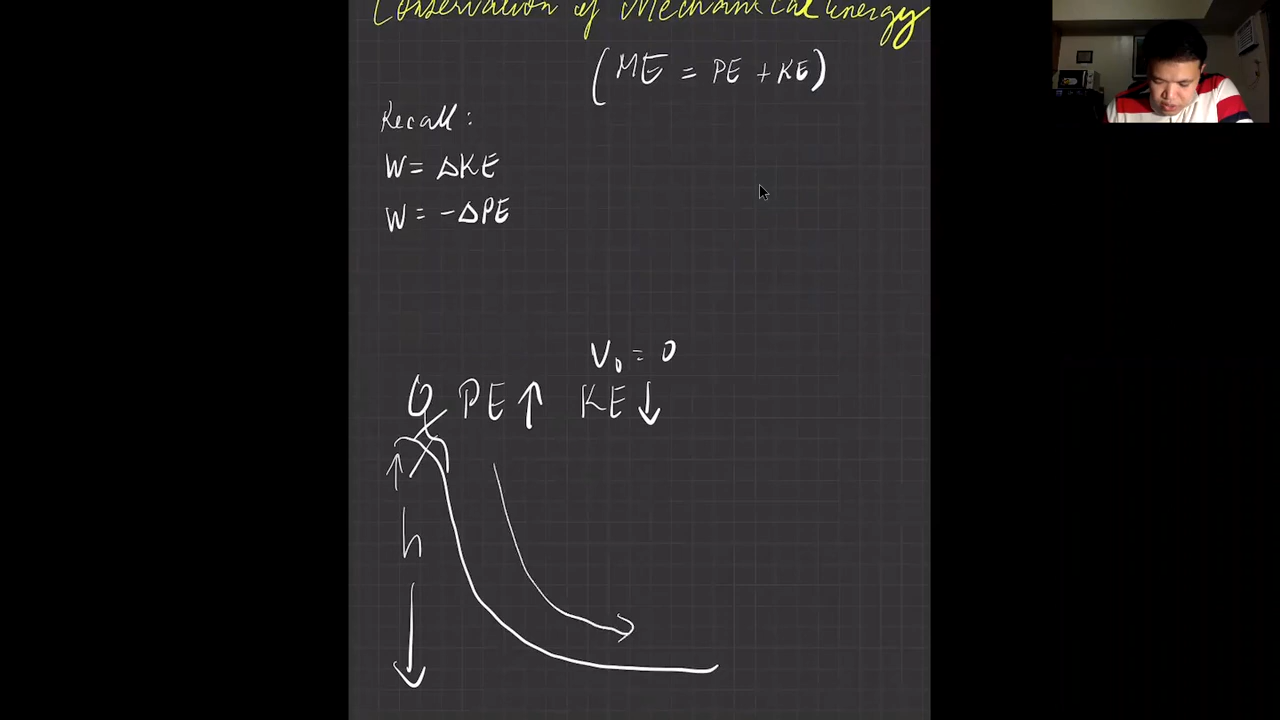 Conservation of Mechanical Energy
(ME = PE + KE)
Recall:
W = ΔKE
W = -ΔPE
V₀ = 0
PE ↑ KE ↓
h